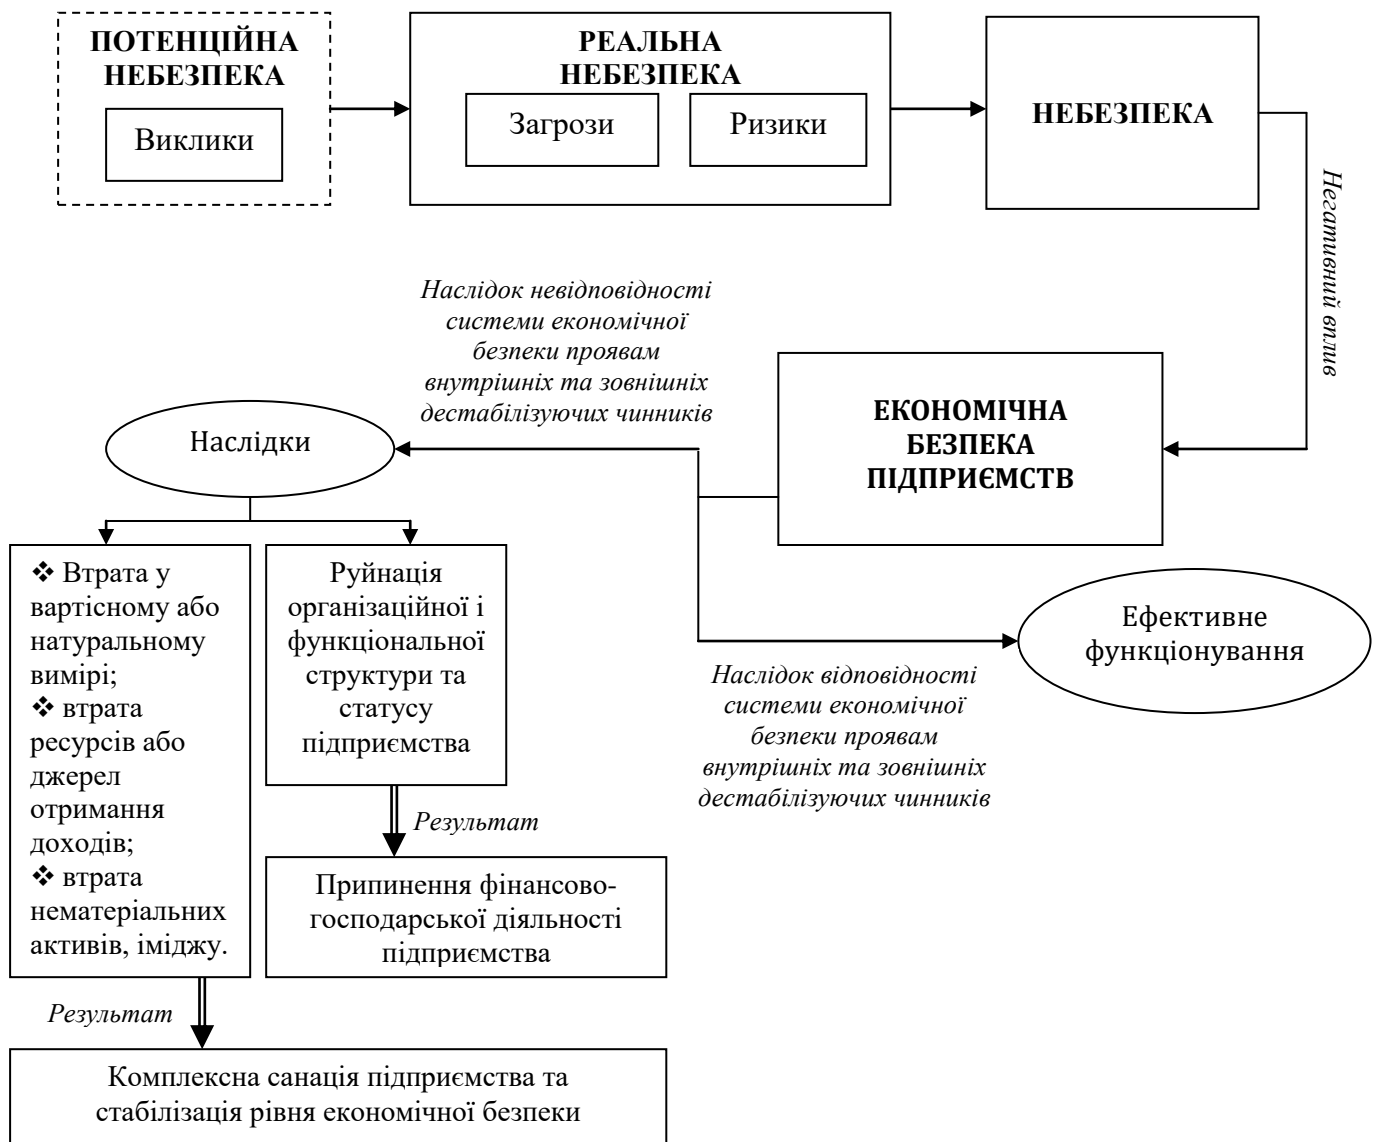 ПОТЕНЦІЙНА
НЕБЕЗПЕКА
Виклики
РЕАЛЬНА
НЕБЕЗПЕКА
Загрози
Ризики
НЕБЕЗПЕКА
Негативний вплив
Наслідок невідповідності
системи економічної
безпеки проявам
внутрішніх та зовнішніх
дестабілізуючих чинників
ЕКОНОМІЧНА
БЕЗПЕКА
ПІДПРИЄМСТВ
Наслідки
❖ Втрата у
вартісному або
натуральному
вимірі;
❖ втрата
ресурсів або
джерел
отримання
доходів;
❖ втрата
нематеріальних
активів, іміджу.
Руйнація
організаційної і
функціональної
структури та
статусу
підприємства
Ефективне
функціонування
Наслідок відповідності
системи економічної
безпеки проявам
внутрішніх та зовнішніх
дестабілізуючих чинників
Результат
Припинення фінансово-
господарської діяльності
підприємства
Результат
Комплексна санація підприємства та
стабілізація рівня економічної безпеки